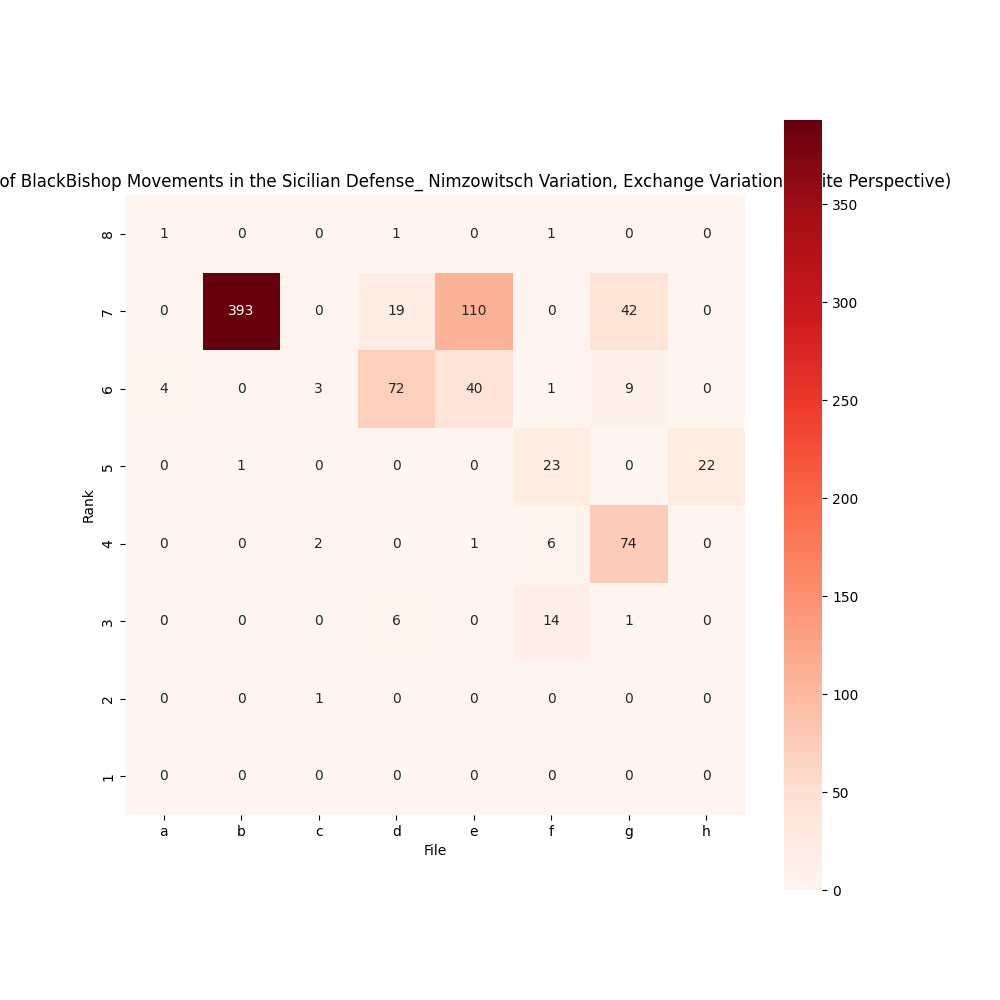 of BlackBishop Movements in the Sicilian Defense_ Nimzowitsch Variation, Exchange Variation ite Perspective)
8 1 0 0 1 0 1 0 0
7 0 393 0 19 110 0 42 0
6 4 0 3 72 40 1 9 0
5 0 1 0 0 0 23 0 22
Rank
4 0 0 2 0 1 6 74 0
3 0 0 0 6 0 14 1 0
2 0 0 1 0 0 0 0 0
1 0 0 0 0 0 0 0 0
a b c d e f g h
File
350
300
250
200
150
100
50
0